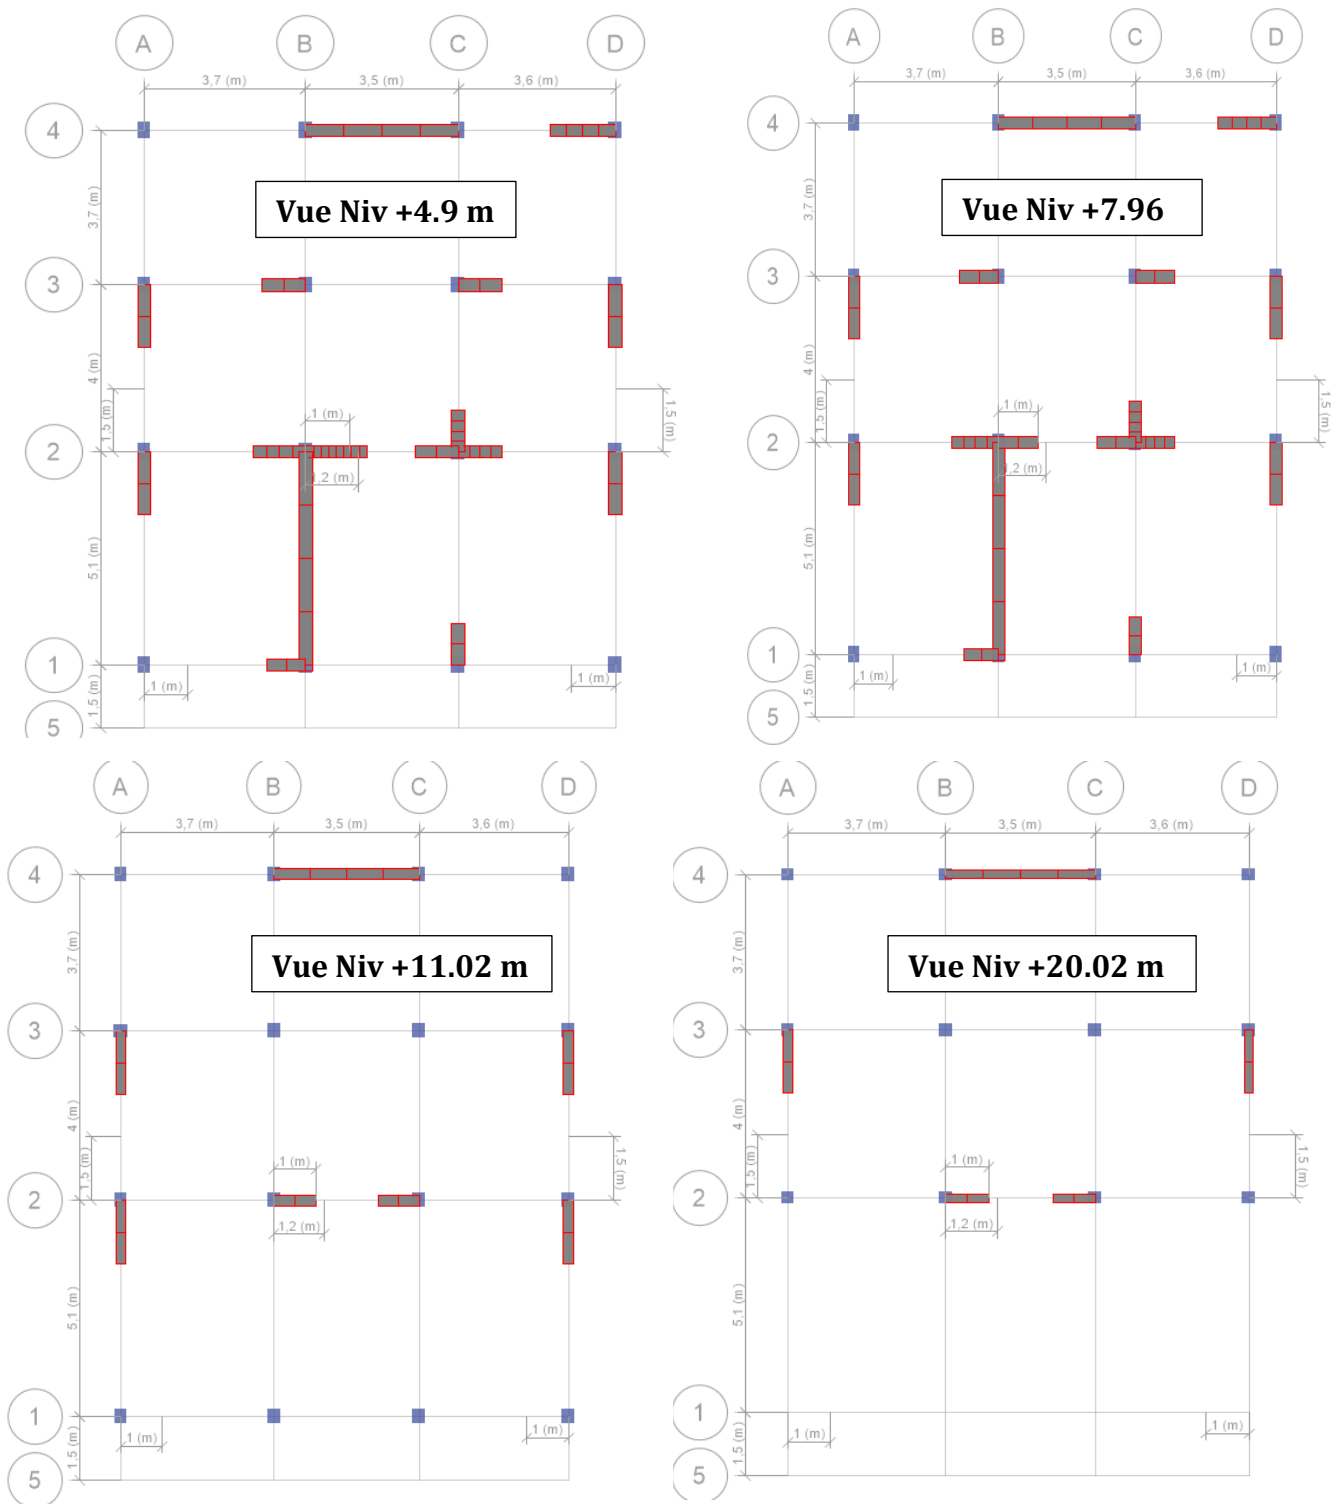 A B C D
3,7 (m) 3,5 (m) 3,6 (m)
4
Vue Niv +4.9 m
3,7 (m)
3
4 (m)
1,5 (m)
1 (m)
1,5 (m)
2
1,2 (m)
5,1 (m)
1
1 (m)
1 (m)
1,5 (m)
5
A B C D
3,7 (m) 3,5 (m) 3,6 (m)
4
Vue Niv +7.96
3,7 (m)
3
4 (m)
1,5 (m)
1 (m)
1,5 (m)
2
1,2 (m)
5,1 (m)
1
1 (m)
1 (m)
1,5 (m)
5
A B C D
3,7 (m) 3,5 (m) 3,6 (m)
4
Vue Niv +11.02 m
3,7 (m)
3
4 (m)
1,5 (m)
1 (m)
1,5 (m)
2
1,2 (m)
5,1 (m)
1
1 (m)
1 (m)
1,5 (m)
5
A B C D
3,7 (m) 3,5 (m) 3,6 (m)
4
Vue Niv +20.02 m
3,7 (m)
3
4 (m)
1,5 (m)
1 (m)
1,5 (m)
2
1,2 (m)
5,1 (m)
1
1 (m)
1 (m)
1,5 (m)
5